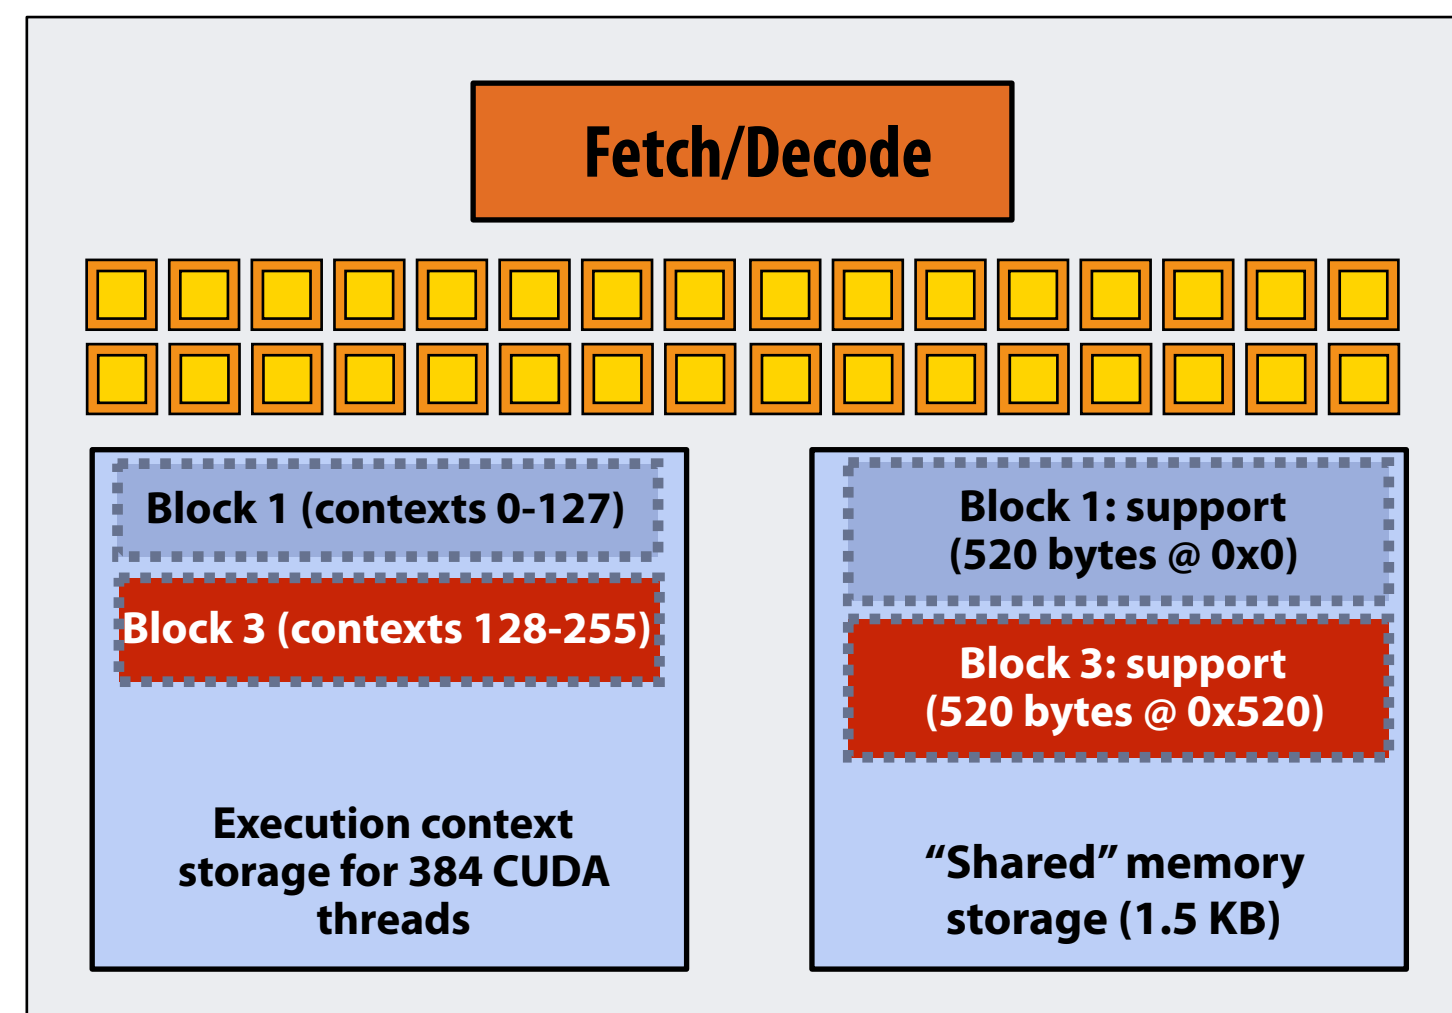 Fetch/Decode
Block 1 (contexts 0-127)
Block 3 (contexts 128-255)
Execution context
storage for 384 CUDA
threads
Block 1: support
(520 bytes @ 0x0)
Block 3: support
(520 bytes @ 0x520)
“Shared” memory
storage (1.5 KB)